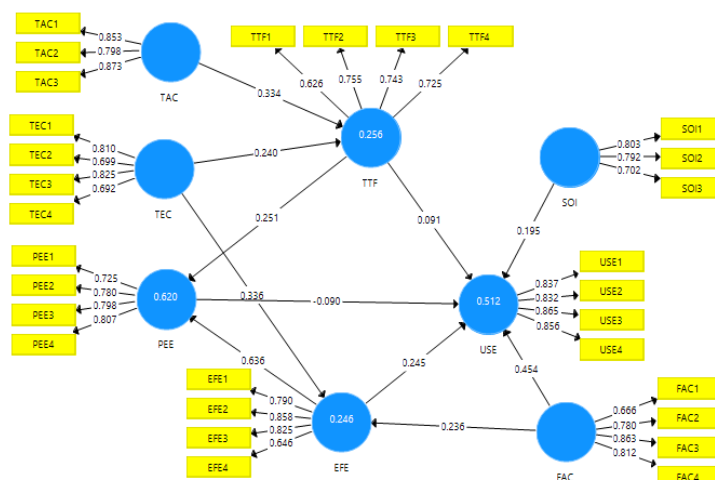 TAC1
TAC2
TAC3
0.853
0.798
0.873
TAC
TTF1
TTF2
TTF3
TTF4
0.626
0.755
0.743
0.725
0.334
0.256
TTF
TEC1
TEC2
TEC3
TEC4
0.810
0.699
0.825
0.692
TEC
0.240
SOI1
SOI2
SOI3
0.803
0.792
0.702
SOI
0.251
0.091
0.195
PEE1
PEE2
PEE3
PEE4
0.725
0.780
0.798
0.807
0.620
PEE
0.336
-0.090
0.512
USE
USE1
USE2
USE3
USE4
0.837
0.832
0.865
0.856
0.636
0.245
0.454
EFE1
EFE2
EFE3
EFE4
0.790
0.858
0.825
0.646
0.246
EFE
0.236
FAC
FAC1
FAC2
FAC3
FAC4
0.666
0.780
0.863
0.812